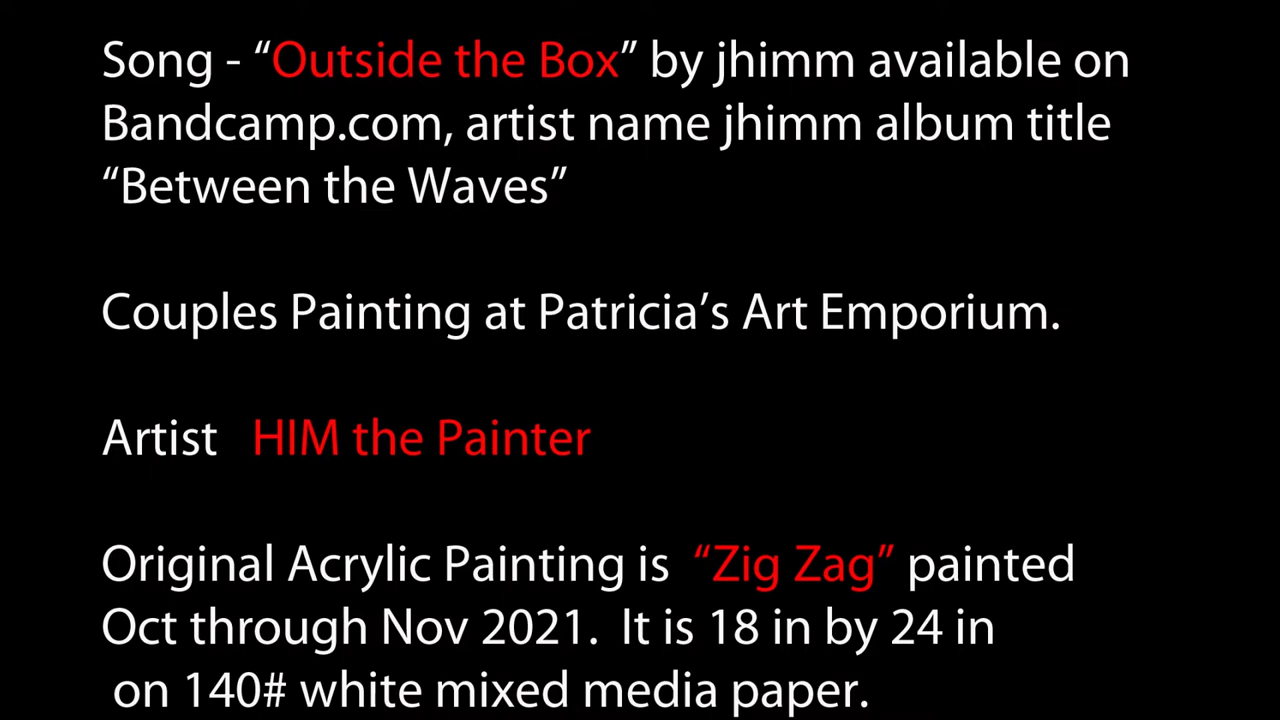 Song - “Outside the Box” by jhimm available on
Bandcamp.com, artist name jhimm album title
“Between the Waves”
Couples Painting at Patricia’s Art Emporium.
Artist HIM the Painter
Original Acrylic Painting is “Zig Zag” painted
Oct through Nov 2021. It is 18 in by 24 in
on 140# white mixed media paper.